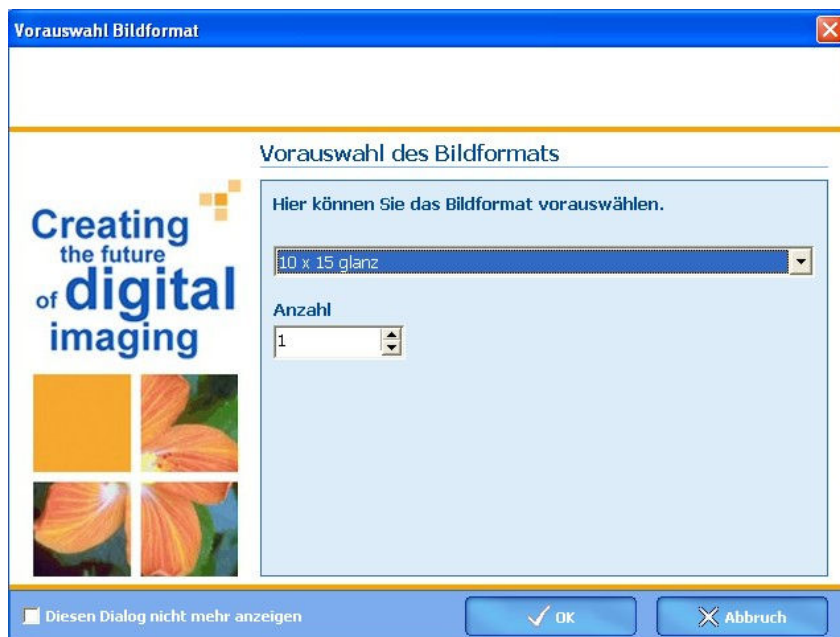 Vorauswahl Bildformat
Vorauswahl des Bildformats
Creating
the future
of digital
imaging
Hier können Sie das Bildformat vorauswählen.
10 x 15 glanz
Anzahl
1
Diesen Dialog nicht mehr anzeigen
OK
Abbruch